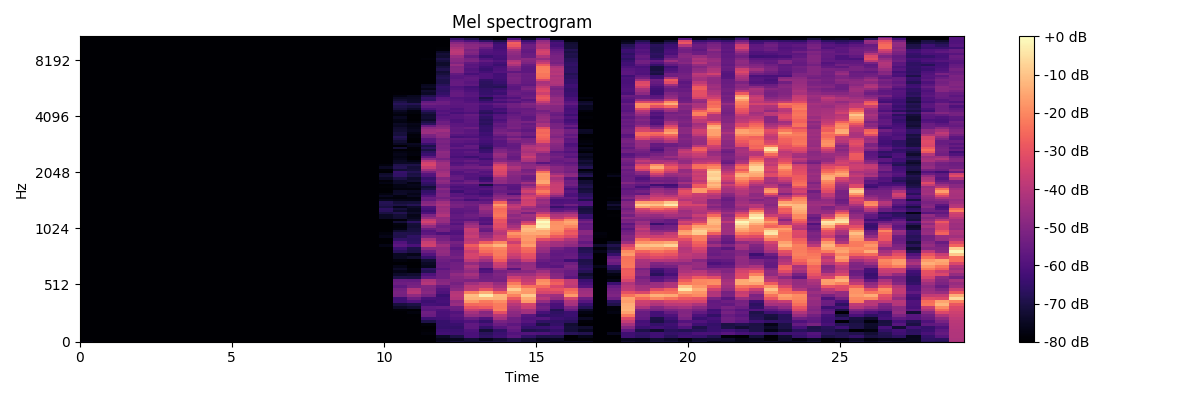 Mel spectrogram
+0 dB
8192
-10 dB
4096
-20 dB
-30 dB
2048
Hz
-40 dB
1024
-50 dB
-60 dB
512
-70 dB
0
-80 dB
0 5 10 15 20 25
Time